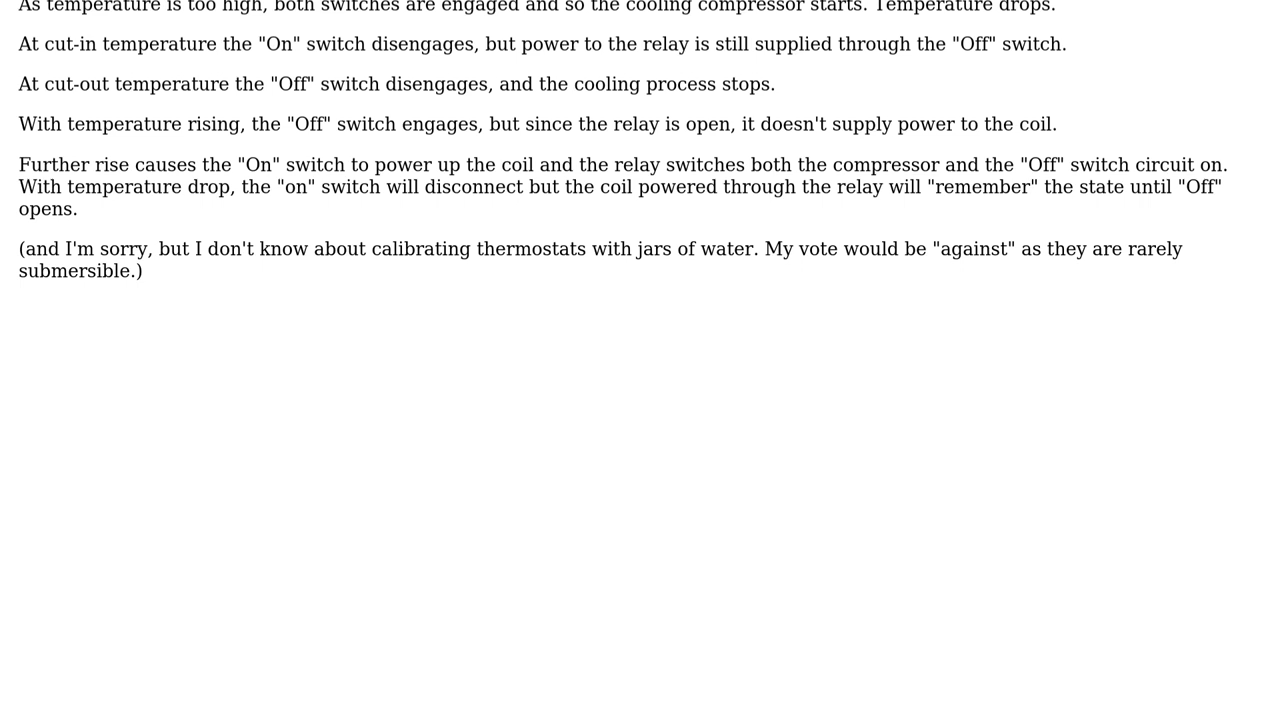 As temperature is too high, both switches are engaged and so the cooling compressor starts. Temperature drops.
At cut-in temperature the "On" switch disengages, but power to the relay is still supplied through the "Off" switch.
At cut-out temperature the "Off" switch disengages, and the cooling process stops.
With temperature rising, the "Off" switch engages, but since the relay is open, it doesn't supply power to the coil.
Further rise causes the "On" switch to power up the coil and the relay switches both the compressor and the "Off" switch circuit on.
With temperature drop, the "on" switch will disconnect but the coil powered through the relay will "remember" the state until "Off"
opens.
(and I'm sorry, but I don't know about calibrating thermostats with jars of water. My vote would be "against" as they are rarely
submersible.)